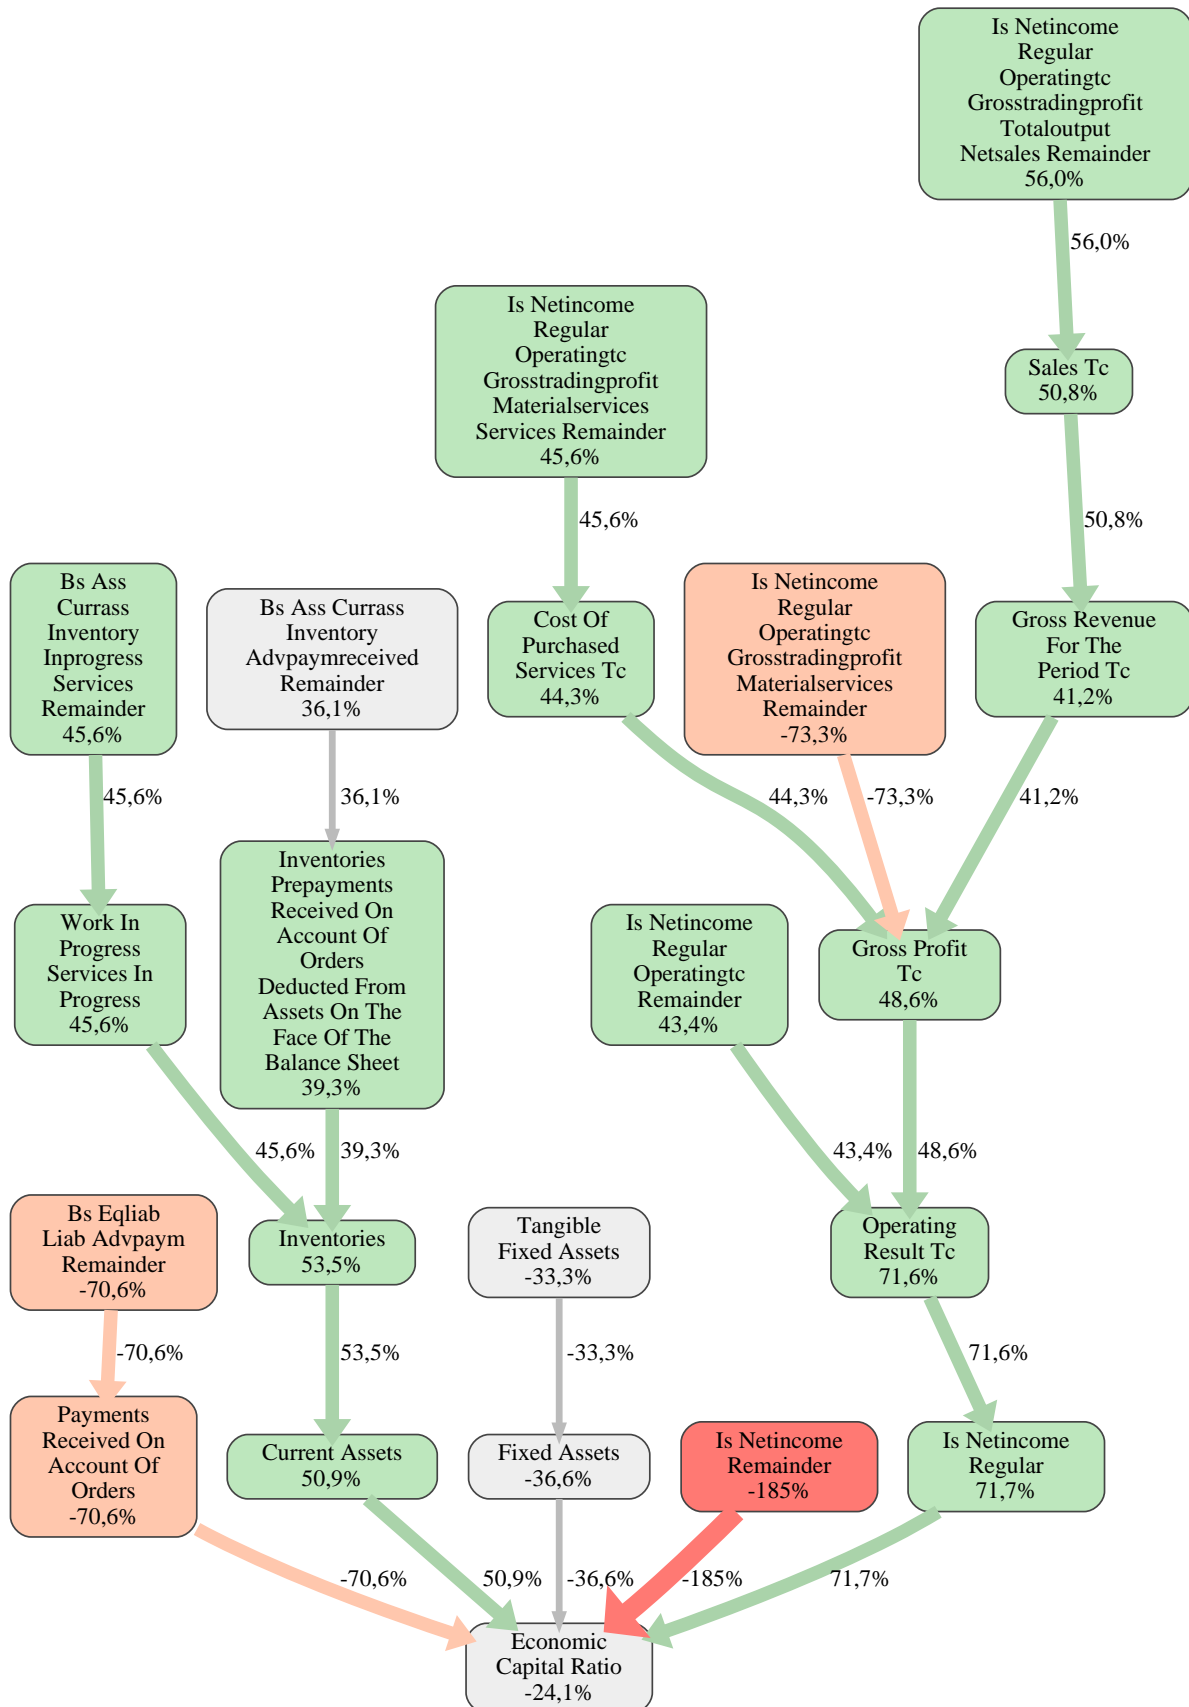 Is Netincome
Regular
Operatingtc
Grosstradingprofit
Totaloutput
Netsales Remainder
56,0%
56,0%
Is Netincome
Regular
Operatingtc
Grosstradingprofit
Materialservices
Services Remainder
45,6%
Sales Tc
50,8%
45,6%
50,8%
Bs Ass
Currass
Inventory
Inprogress
Services
Remainder
45,6%
Bs Ass Currass
Inventory
Advpaymreceived
Remainder
36,1%
Cost Of
Purchased
Services Tc
44,3%
Is Netincome
Regular
Operatingtc
Grosstradingprofit
Materialservices
Remainder
-73,3%
Gross Revenue
For The
Period Tc
41,2%
45,6%
36,1%
44,3%
-73,3%
41,2%
Work In
Progress
Services In
Progress
45,6%
Inventories
Prepayments
Received On
Account Of
Orders
Deducted From
Assets On The
Face Of The
Balance Sheet
39,3%
Is Netincome
Regular
Operatingtc
Remainder
43,4%
Gross Profit
Tc
48,6%
45,6%
39,3%
43,4%
48,6%
Bs Eqliab
Liab Advpaym
Remainder
-70,6%
Inventories
53,5%
Tangible
Fixed Assets
-33,3%
Operating
Result Tc
71,6%
-70,6%
53,5%
-33,3%
71,6%
Payments
Received On
Account Of
Orders
-70,6%
Current Assets
50,9%
Fixed Assets
-36,6%
Is Netincome
Remainder
-185%
Is Netincome
Regular
71,7%
-70,6%
50,9%
-36,6%
-185%
71,7%
Economic
Capital Ratio
-24,1%